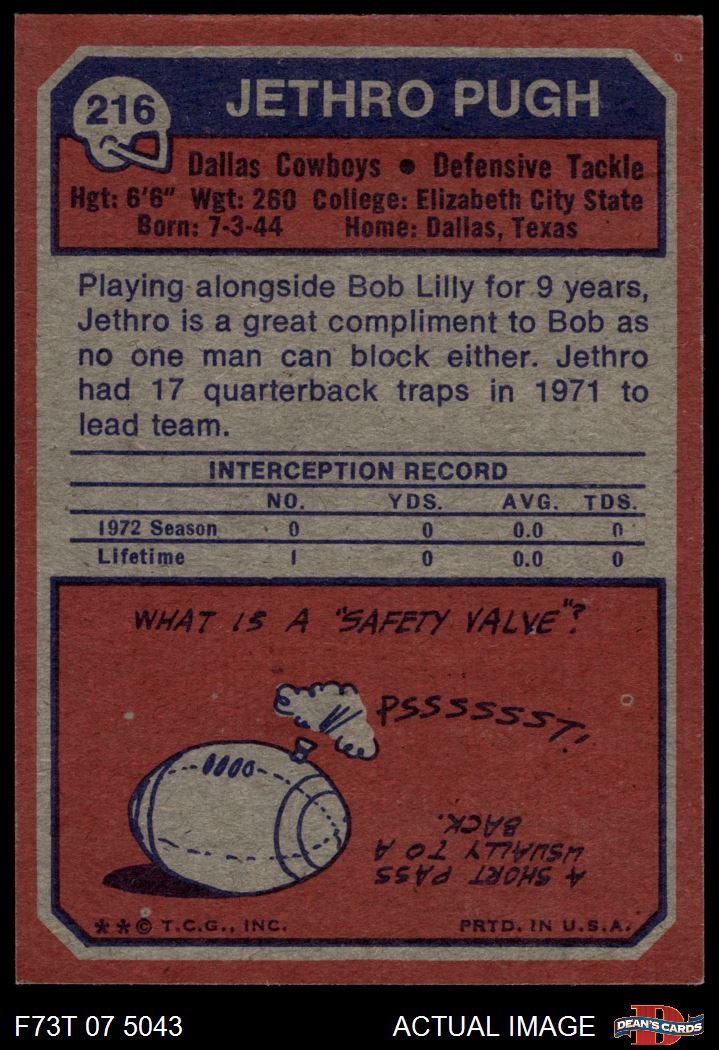 216
JETHRO PUGH
Dallas Cowboys ● Defensive Tackle
Hgt: 6'6" Wgt: 260 College: Elizabeth City State
Born: 7-3-44 Home: Dallas, Texas
Playing alongside Bob Lilly for 9 years,
Jethro is a great compliment to Bob as
no one man can block either. Jethro
had 17 quarterback traps in 1971 to
lead team.
INTERCEPTION RECORD
NO. YDS. AVG. TDS.
1972 Season 0 0 0.0 0
Lifetime 1 0 0.0 0
WHAT IS A "SAFETY VALVE"?
PSSSSSSST!
A SHORT PASS
USUALLY TO A
BACK.
**© T.C.G., INC. PRTD. IN U.S.A.
F73T 07 5043 ACTUAL IMAGE D DEAN'S CARDS